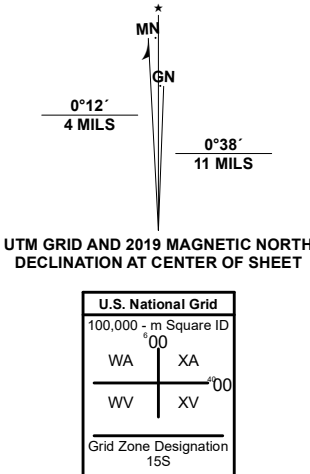 ★
MN
GN
0°12´
4 MILS
0°38´
11 MILS
UTM GRID AND 2019 MAGNETIC NORTH
DECLINATION AT CENTER OF SHEET
U.S. National Grid
100,000 - m Square ID
⁶00
WA XA
⁴⁰00
WV XV
Grid Zone Designation
15S